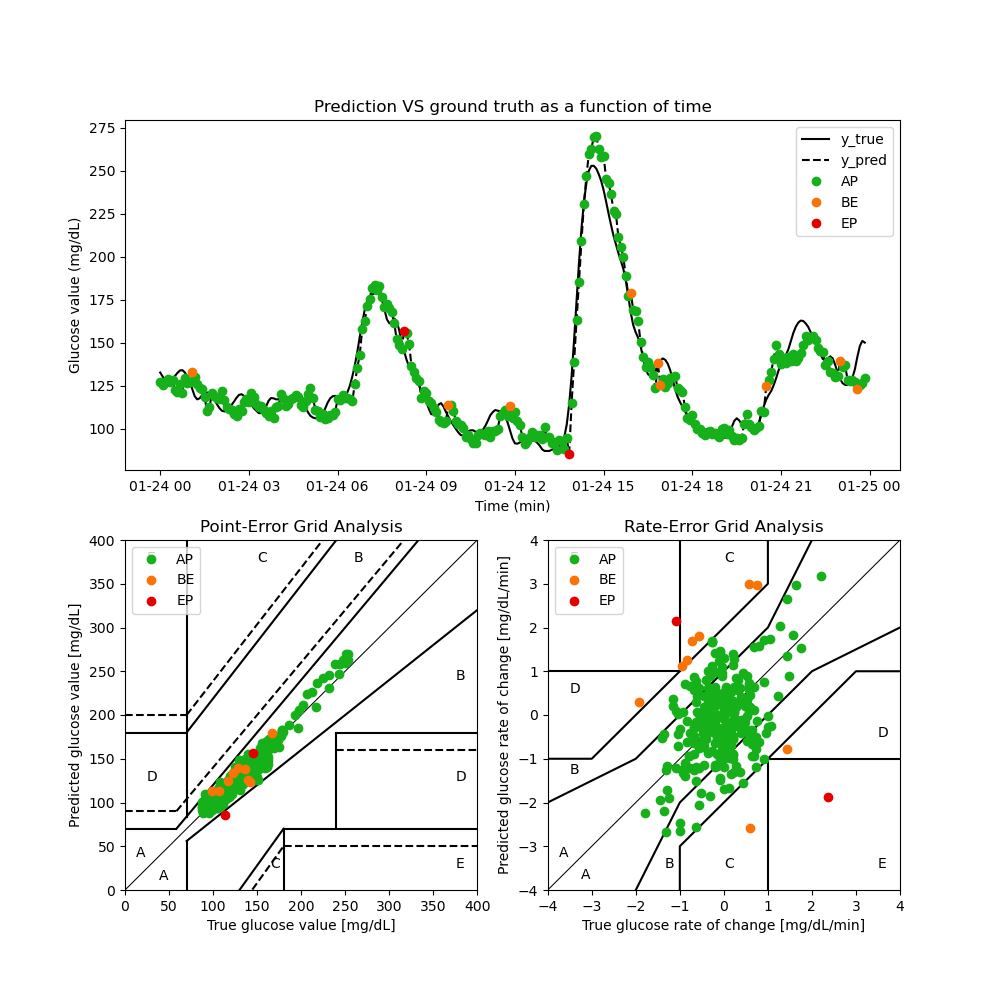 Prediction VS ground truth as a function of time
Glucose value (mg/dL)
275
250
225
200
175
150
125
100
y_true
y_pred
AP
BE
EP
01-24 00 01-24 03 01-24 06 01-24 09 01-24 12 01-24 15 01-24 18 01-24 21 01-25 00
Time (min)
Point-Error Grid Analysis
Predicted glucose value [mg/dL]
400
350
300
250
200
150
100
50
0
AP
BE
EP
C
B
B
D
D
A
A
C
E
0 50 100 150 200 250 300 350 400
True glucose value [mg/dL]
Rate-Error Grid Analysis
Predicted glucose rate of change [mg/dL/min]
4
3
2
1
0
−1
−2
−3
−4
AP
BE
EP
C
D
D
B
A
A
B
C
E
−4 −3 −2 −1 0 1 2 3 4
True glucose rate of change [mg/dL/min]